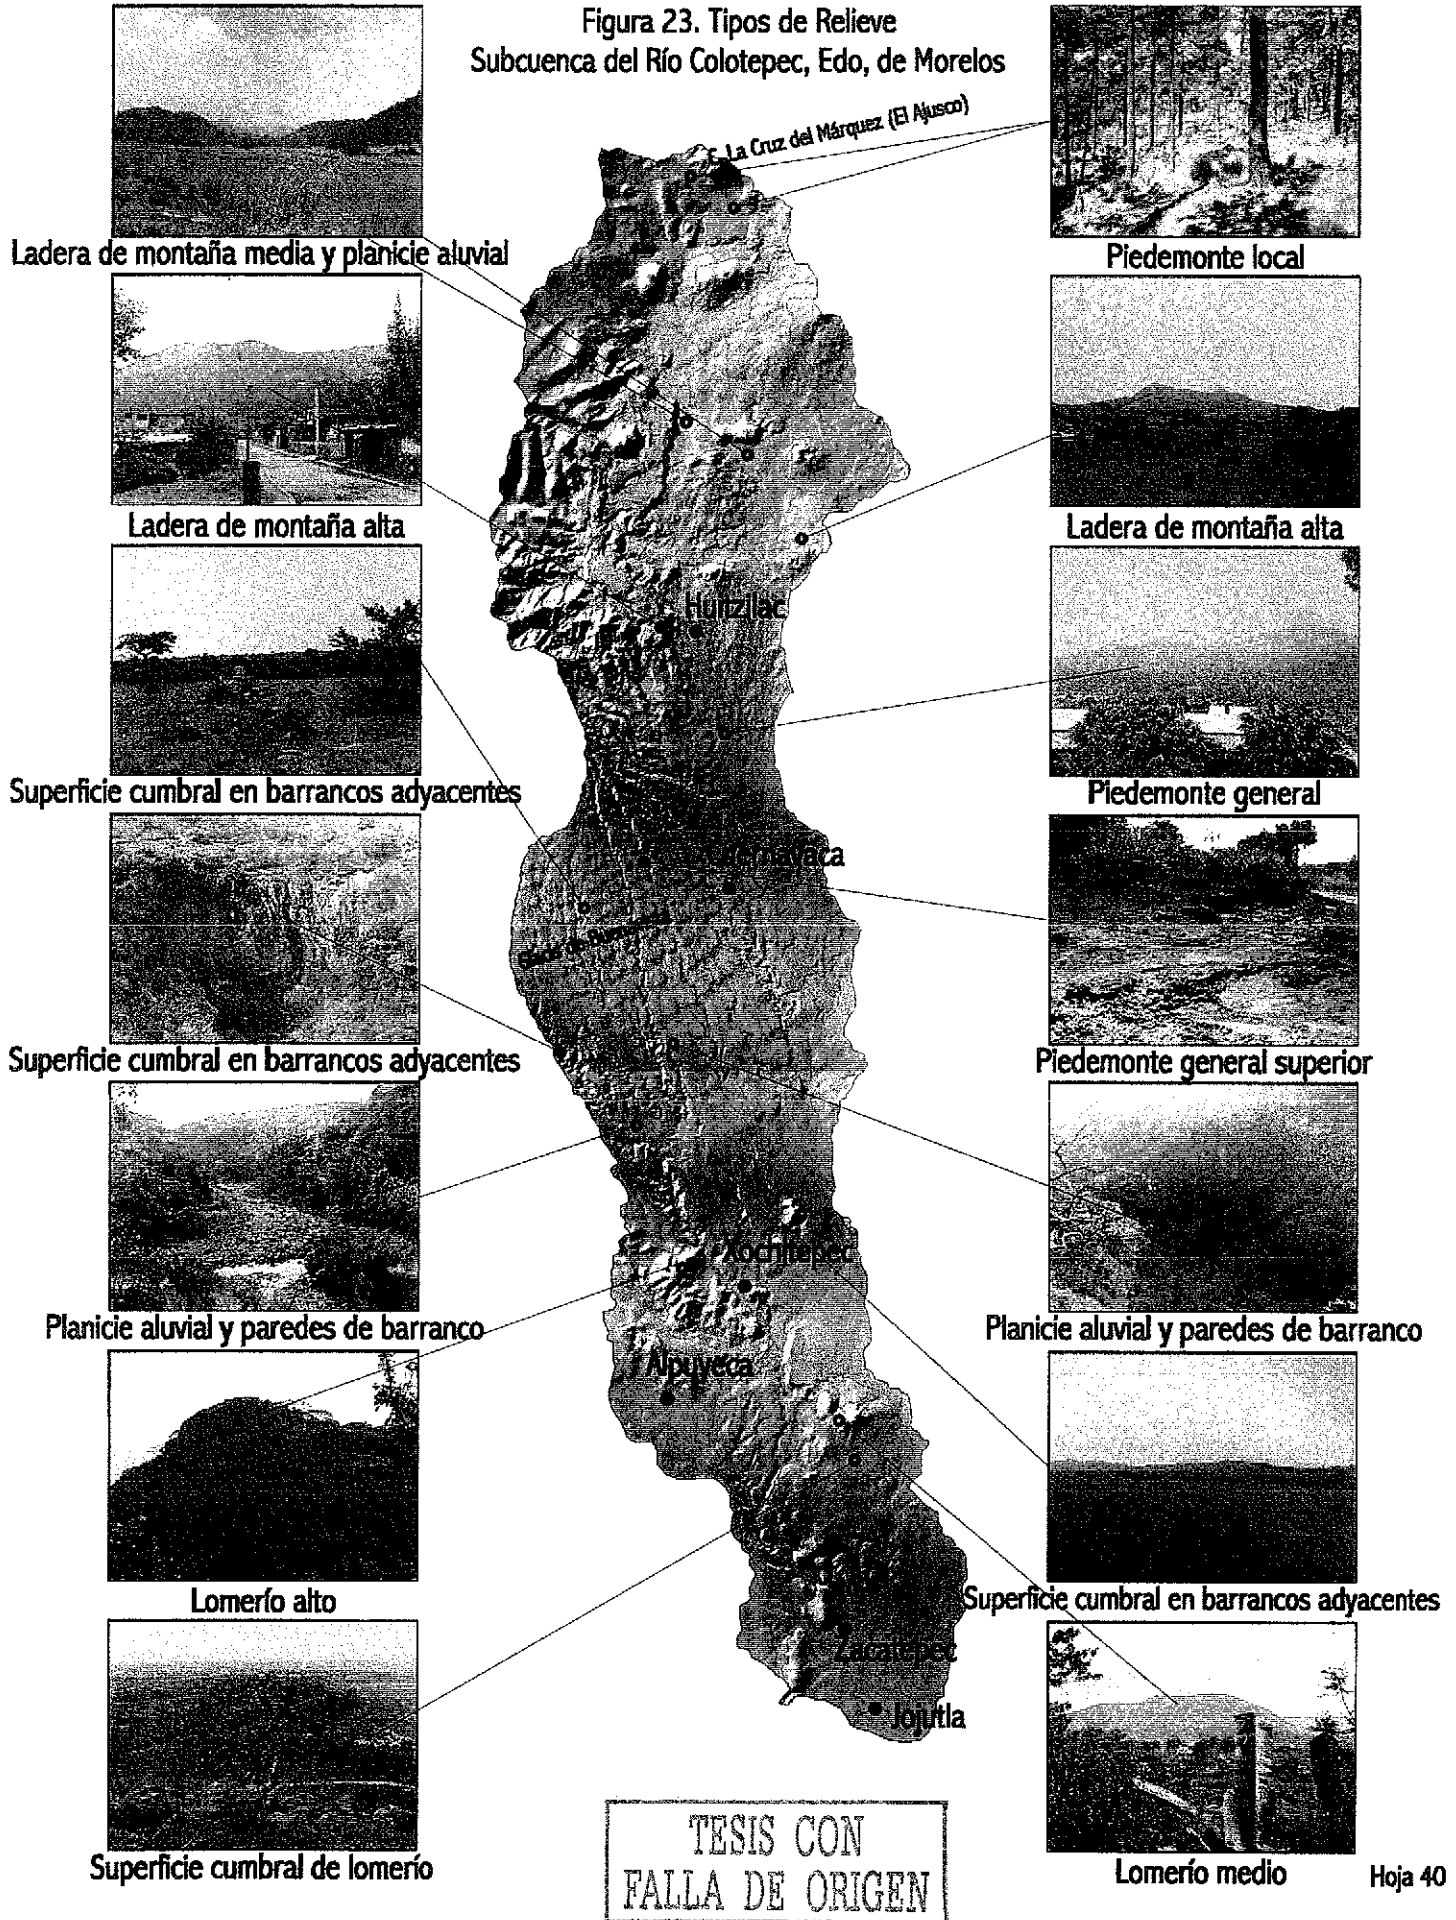 Figura 23. Tipos de Relieve
Subcuenca del Río Colotepec, Edo, de Morelos
C. La Cruz del Márquez (El Ajusco)
Ladera de montaña media y planicie aluvial
Piedemonte local
Ladera de montaña alta
Ladera de montaña alta
Huitzilac
Superficie cumbral en barrancos adyacentes
Piedemonte general
Cuernavaca
Glacis de
Superficie cumbral en barrancos adyacentes
Piedemonte general superior
Xochitepec
Planicie aluvial y paredes de barranco
Planicie aluvial y paredes de barranco
Alpuyeca
Lomerío alto
Superficie cumbral en barrancos adyacentes
Zacatepec
Jojutla
Superficie cumbral de lomerío
Lomerío medio
Hoja 40
TESIS CON
FALLA DE ORIGEN